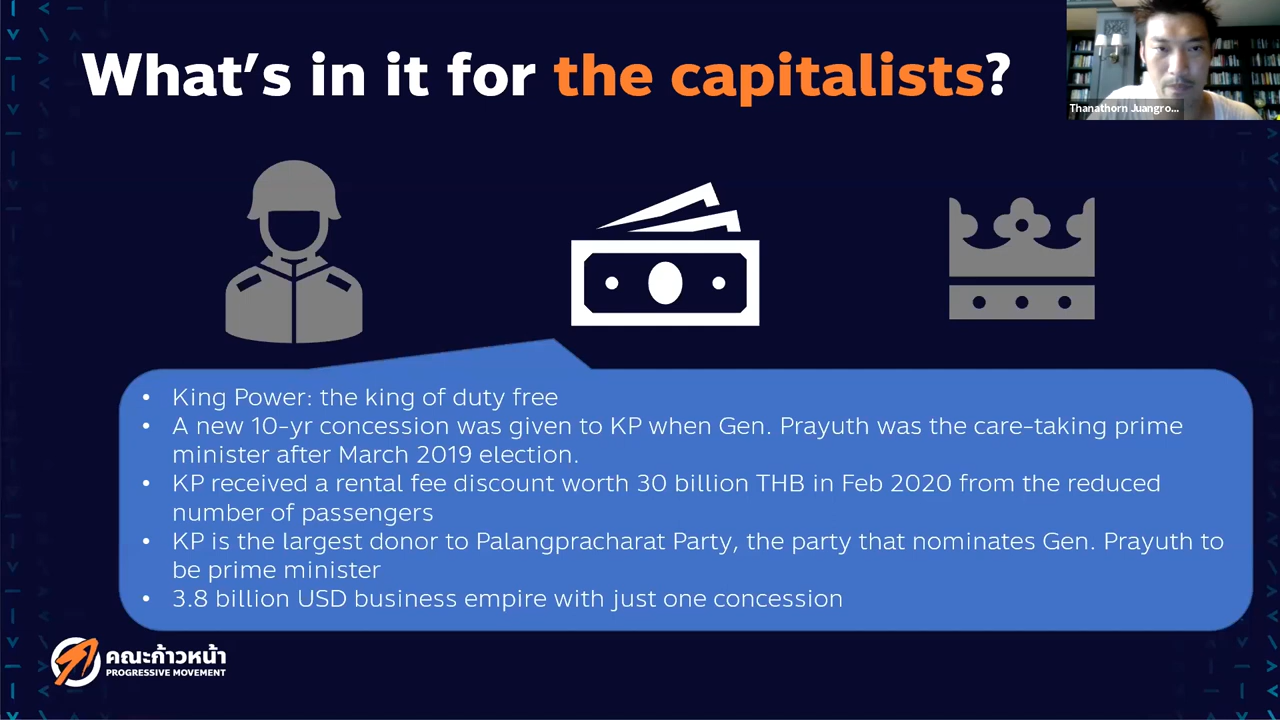 What's in it for the capitalists?
Thanathorn Juangro...
• King Power: the king of duty free
• A new 10-yr concession was given to KP when Gen. Prayuth was the care-taking prime
minister after March 2019 election.
• KP received a rental fee discount worth 30 billion THB in Feb 2020 from the reduced
number of passengers
• KP is the largest donor to Palangpracharat Party, the party that nominates Gen. Prayuth to
be prime minister
• 3.8 billion USD business empire with just one concession
คณะก้าวหน้า
PROGRESSIVE MOVEMENT